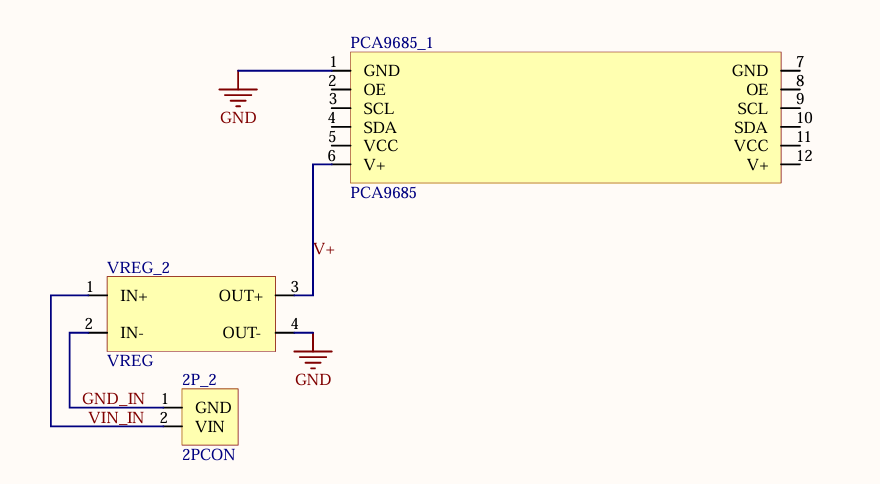 PCA9685_1
1 GND GND 7
2 OE OE 8
3 SCL SCL 9
4 SDA SDA 10
5 VCC VCC 11
6 V+ V+ 12
GND
PCA9685
V+
VREG_2
1 IN+ OUT+ 3
2 IN- OUT- 4
VREG
GND
2P_2
GND_IN 1 GND
VIN_IN 2 VIN
2PCON